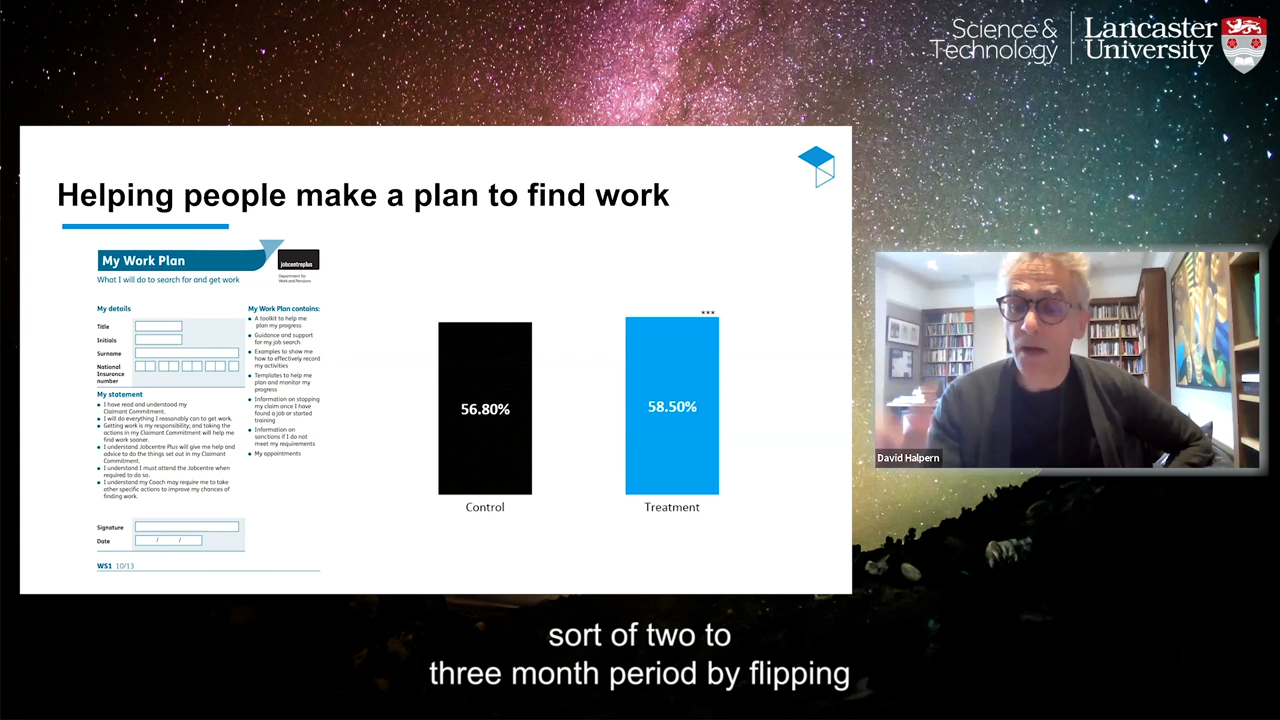 Science &
Technology
Lancaster
University
Helping people make a plan to find work
My Work Plan
jobcentreplus
What I will do to search for and get work
Department for
Work and Pensions
My details
Title
Initials
Surname
National
Insurance
number
My statement
I have read and understood my
Claimant Commitment.
I will do everything I reasonably can to get work.
Getting work is my responsibility; and taking the
actions in my Claimant Commitment will help me
find work sooner.
I understand Jobcentre Plus will give me help and
advice to do the things set out in my Claimant
Commitment.
I understand I must attend the Jobcentre when
required to do so.
I understand my Coach may require me to take
other specific actions to improve my chances of
finding work.
My Work Plan contains:
A toolkit to help me
plan my progress
Guidance and support
for my job search
Examples to show me
how to effectively record
my activities
Templates to help me
plan and monitor my
progress
Information on stopping
my claim once I have
found a job or started
training
Information on
sanctions if I do not
meet my requirements
My appointments
Signature
Date / /
WS1 10/13
***
56.80%
58.50%
Control
Treatment
David Halpern
sort of two to
three month period by flipping